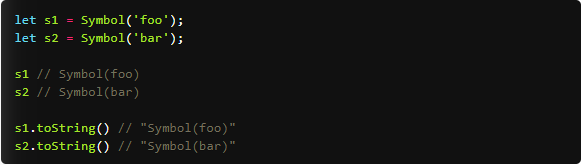 let s1 = Symbol('foo');
let s2 = Symbol('bar');
s1 // Symbol(foo)
s2 // Symbol(bar)
s1.toString() // "Symbol(foo)"
s2.toString() // "Symbol(bar)"